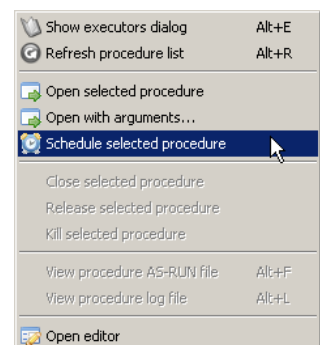 Show executors dialog Alt+E
Refresh procedure list Alt+R
Open selected procedure
Open with arguments...
Schedule selected procedure
Close selected procedure
Release selected procedure
Kill selected procedure
View procedure AS-RUN file Alt+F
View procedure log file Alt+L
Open editor